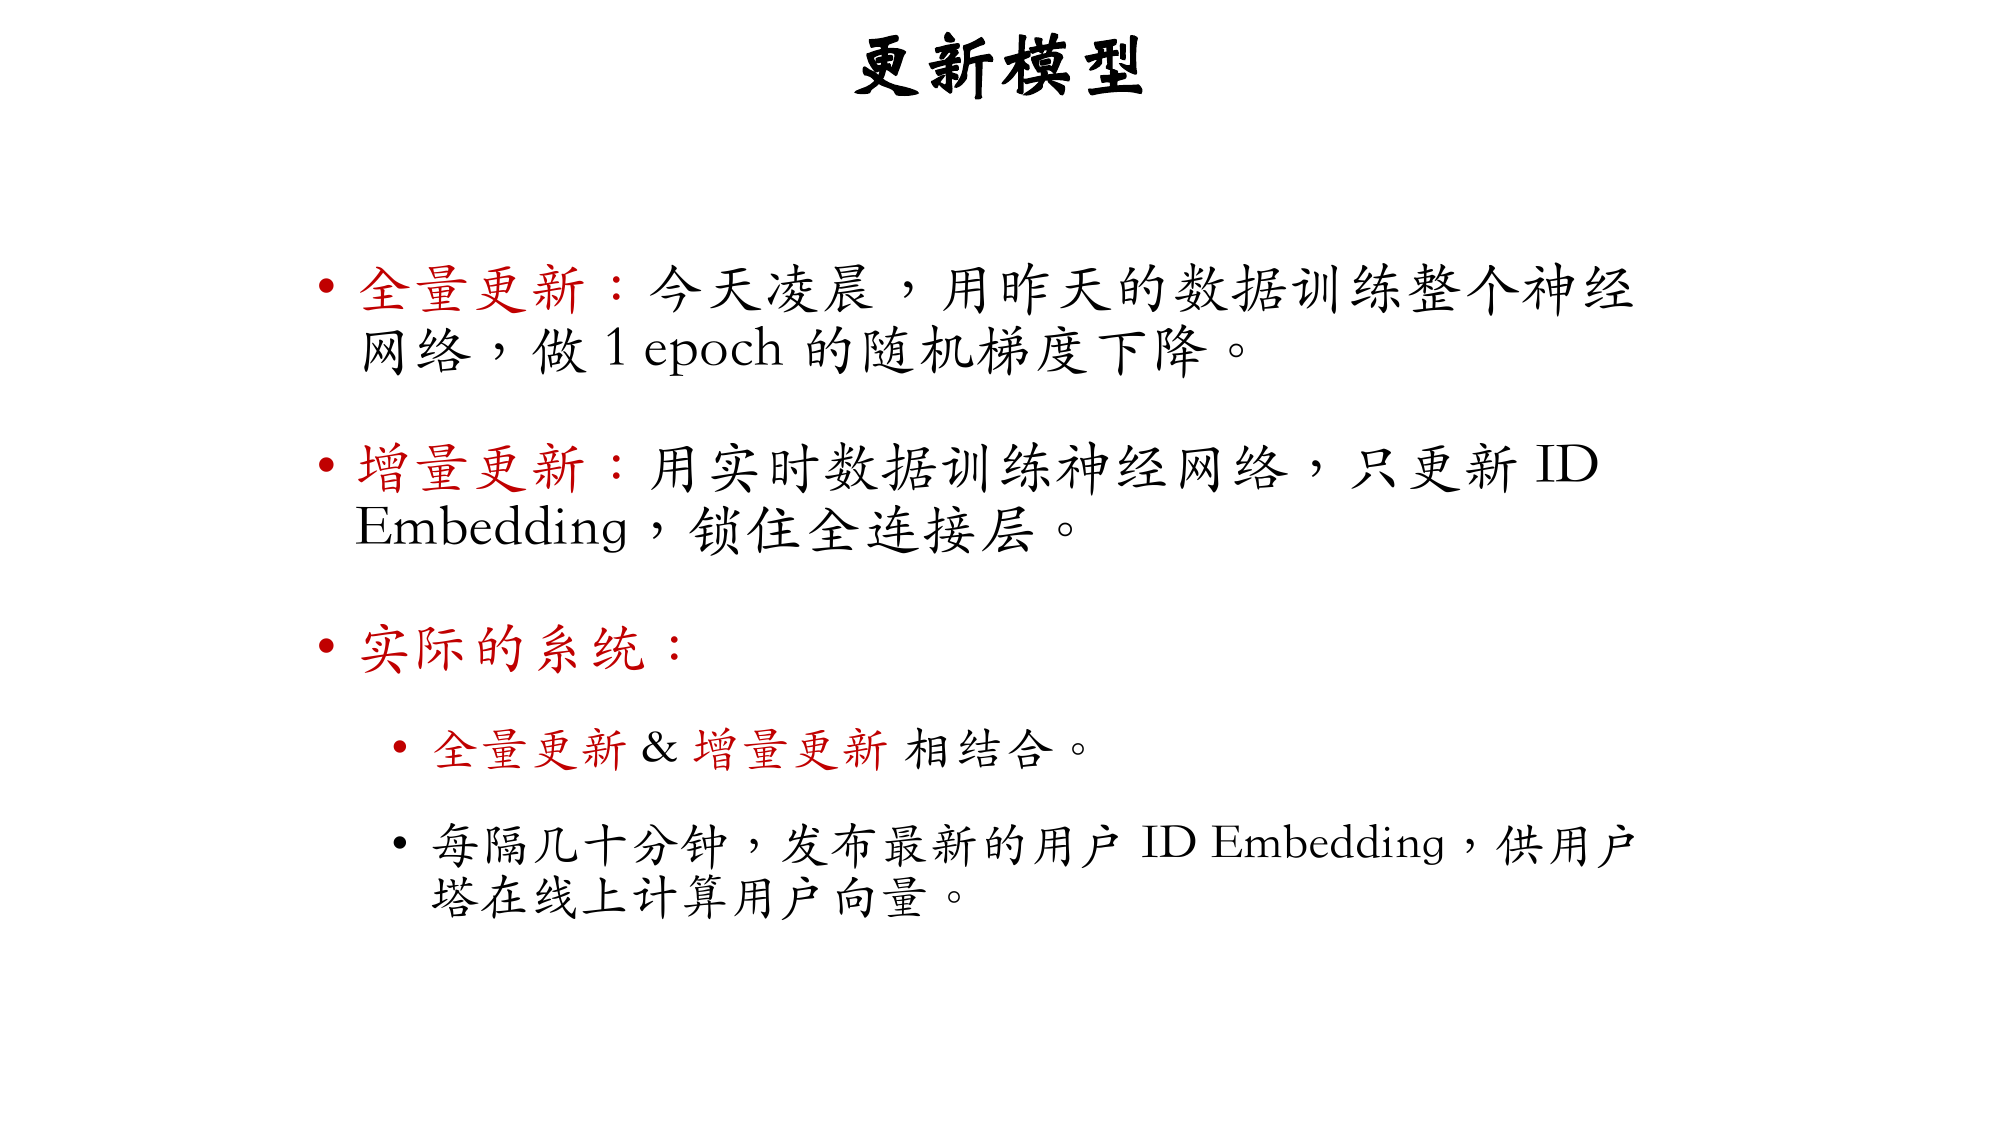 更新模型
• 全量更新：今天凌晨，用昨天的数据训练整个神经
网络，做 1 epoch 的随机梯度下降。
• 增量更新：用实时数据训练神经网络，只更新 ID
Embedding，锁住全连接层。
• 实际的系统：
• 全量更新 & 增量更新 相结合。
• 每隔几十分钟，发布最新的用户 ID Embedding，供用户
塔在线上计算用户向量。